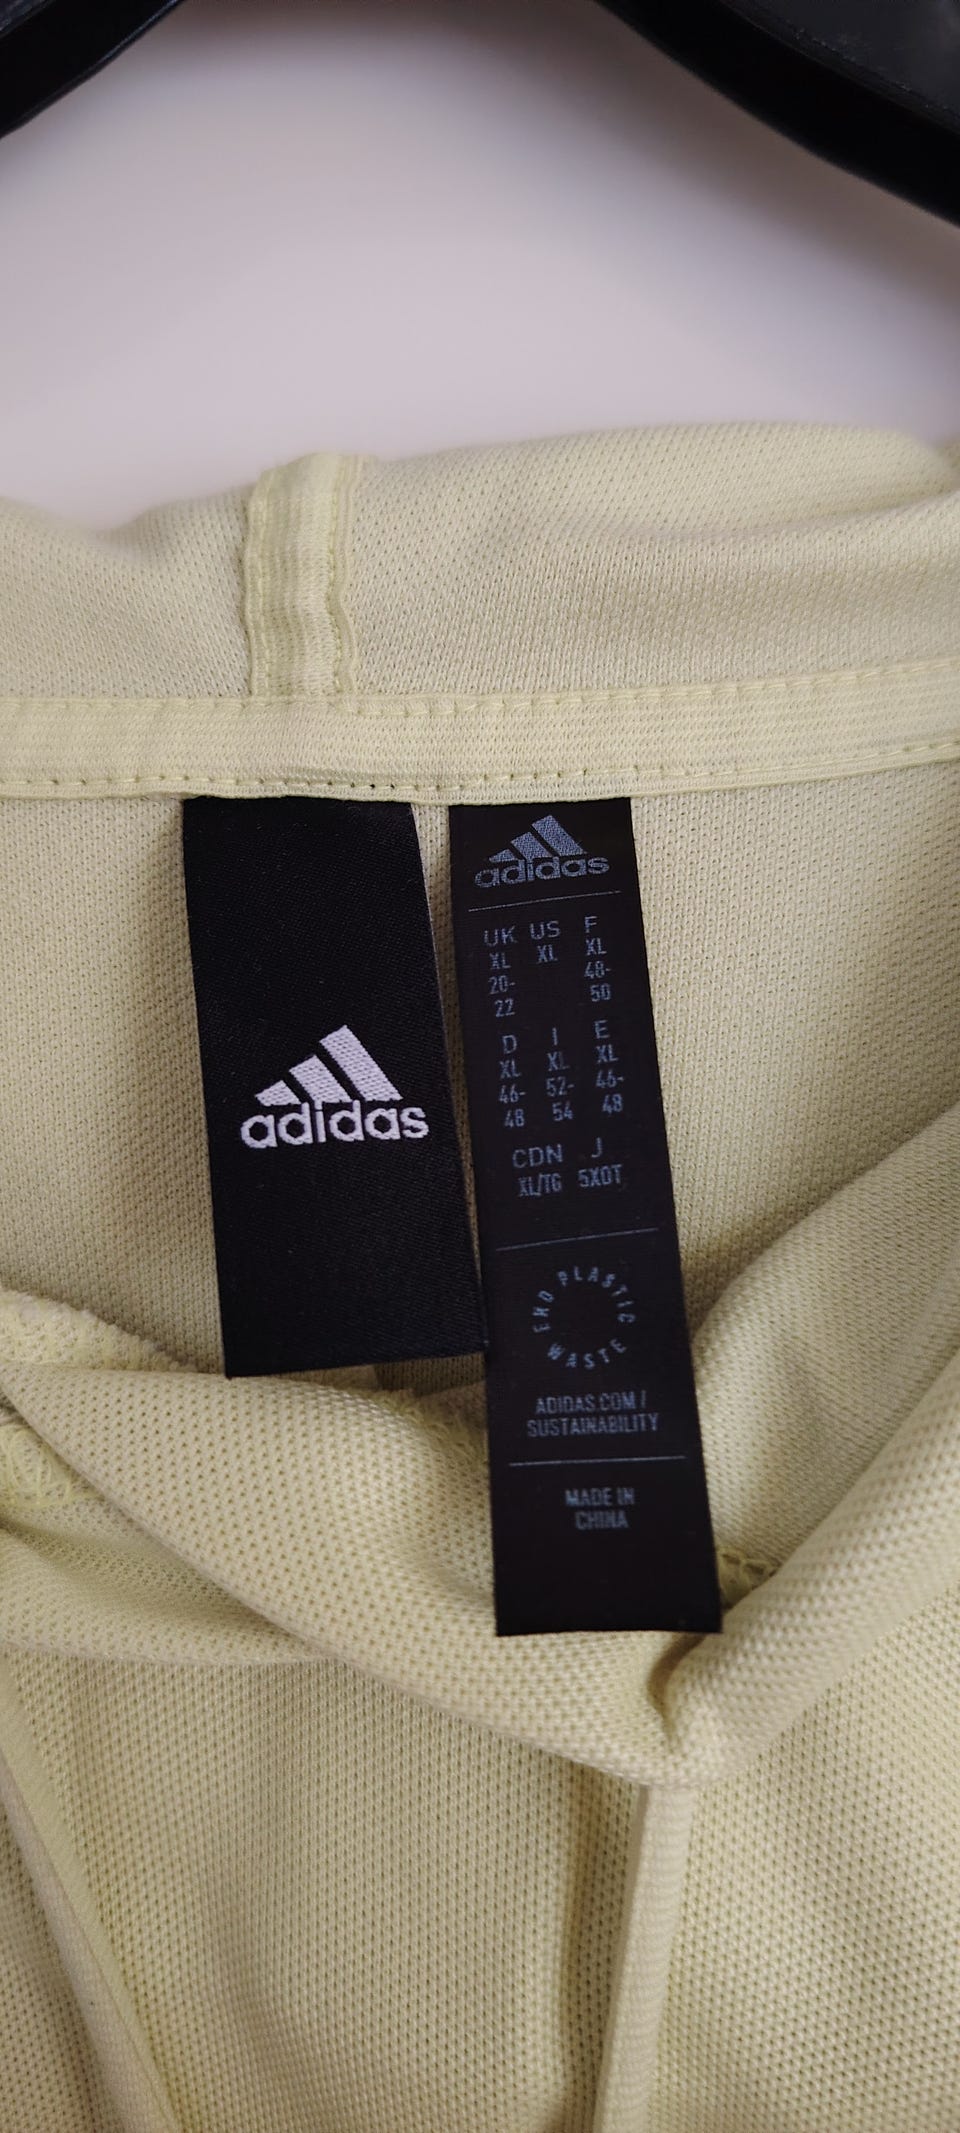 adidas
adidas
UK US F
XL XL XL
20- 48-
22 50
D I E
XL XL XL
46- 52- 46-
48 54 48
CDN J
XL/TG 5XOT
END PLASTIC WASTE
ADIDAS.COM/
SUSTAINABILITY
MADE IN
CHINA